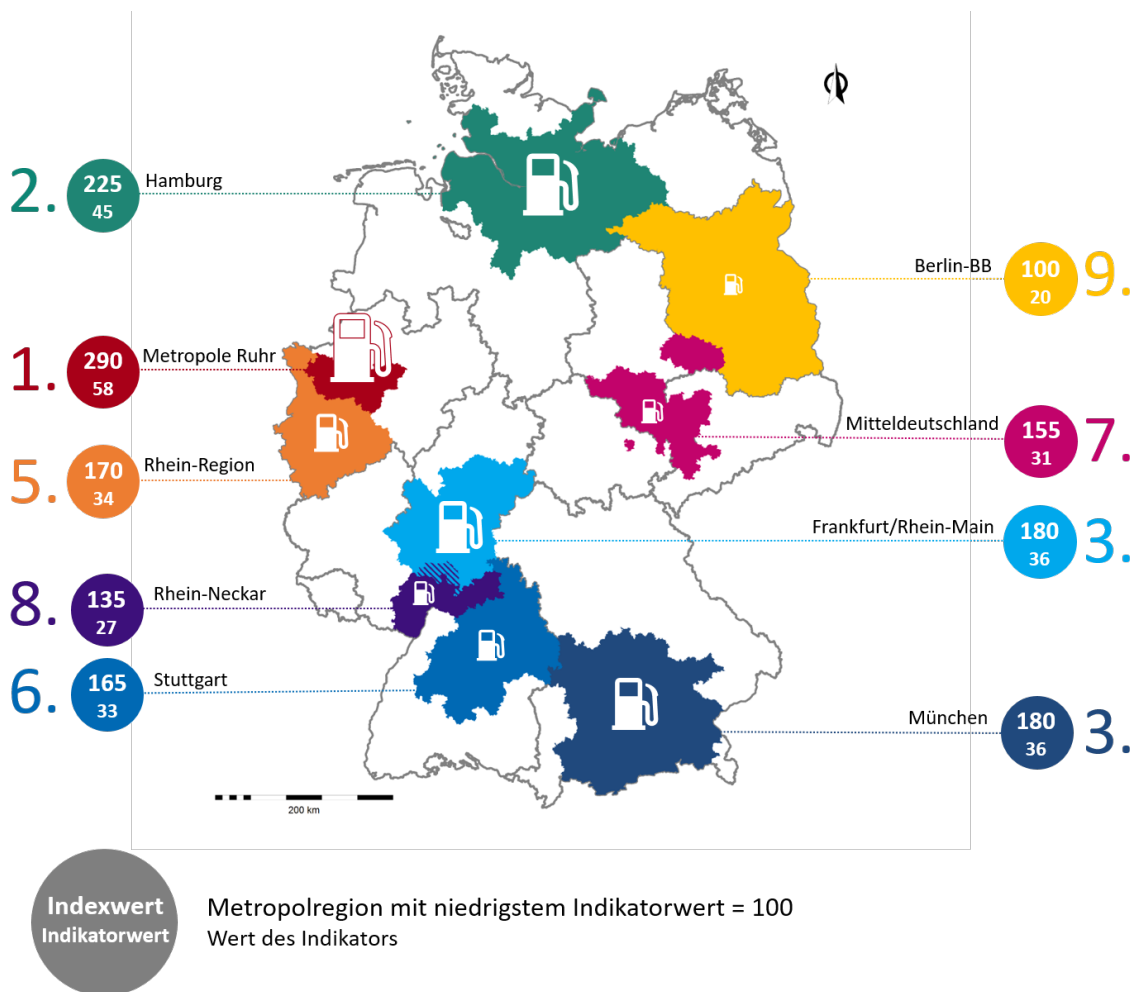 2.
225
45
Hamburg
Berlin-BB
100
20
9.
1.
290
58
Metropole Ruhr
Mitteldeutschland
155
31
7.
5.
170
34
Rhein-Region
Frankfurt/Rhein-Main
180
36
3.
8.
135
27
Rhein-Neckar
6.
165
33
Stuttgart
München
180
36
3.
200 km
Indexwert
Indikatorwert
Metropolregion mit niedrigstem Indikatorwert = 100
Wert des Indikators